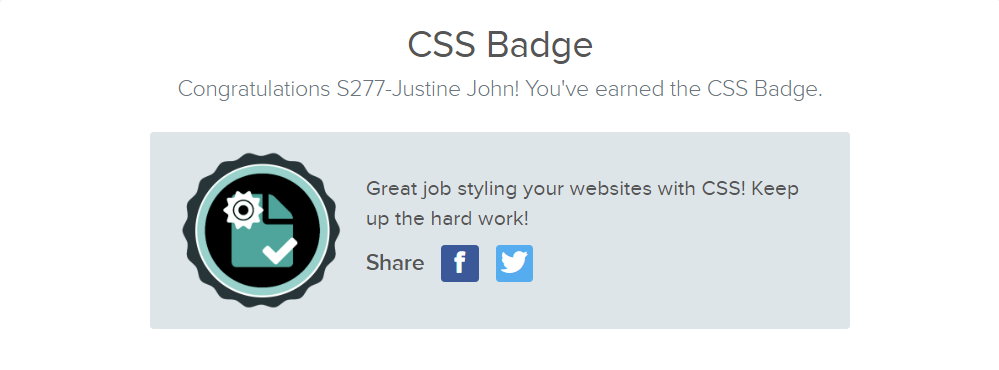 CSS Badge
Congratulations S277-Justine John! You've earned the CSS Badge.
Great job styling your websites with CSS! Keep
up the hard work!
Share